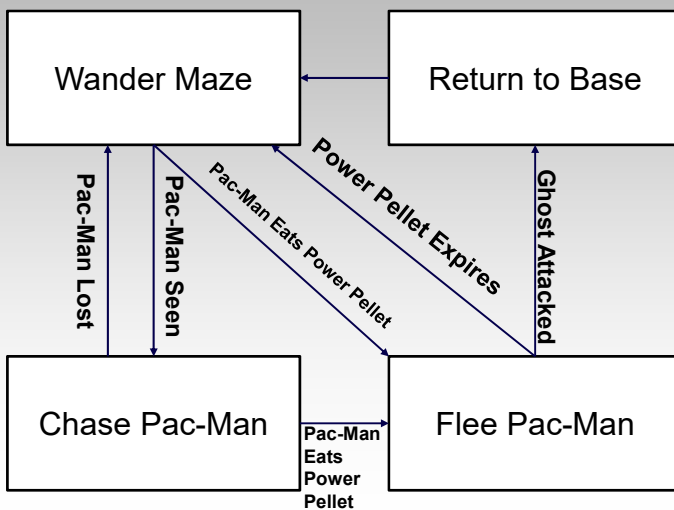 Wander Maze
Return to Base
Pac-Man Lost
Pac-Man Seen
Pac-Man Eats Power Pellet
Power Pellet Expires
Ghost Attacked
Chase Pac-Man
Pac-Man
Eats
Power
Pellet
Flee Pac-Man